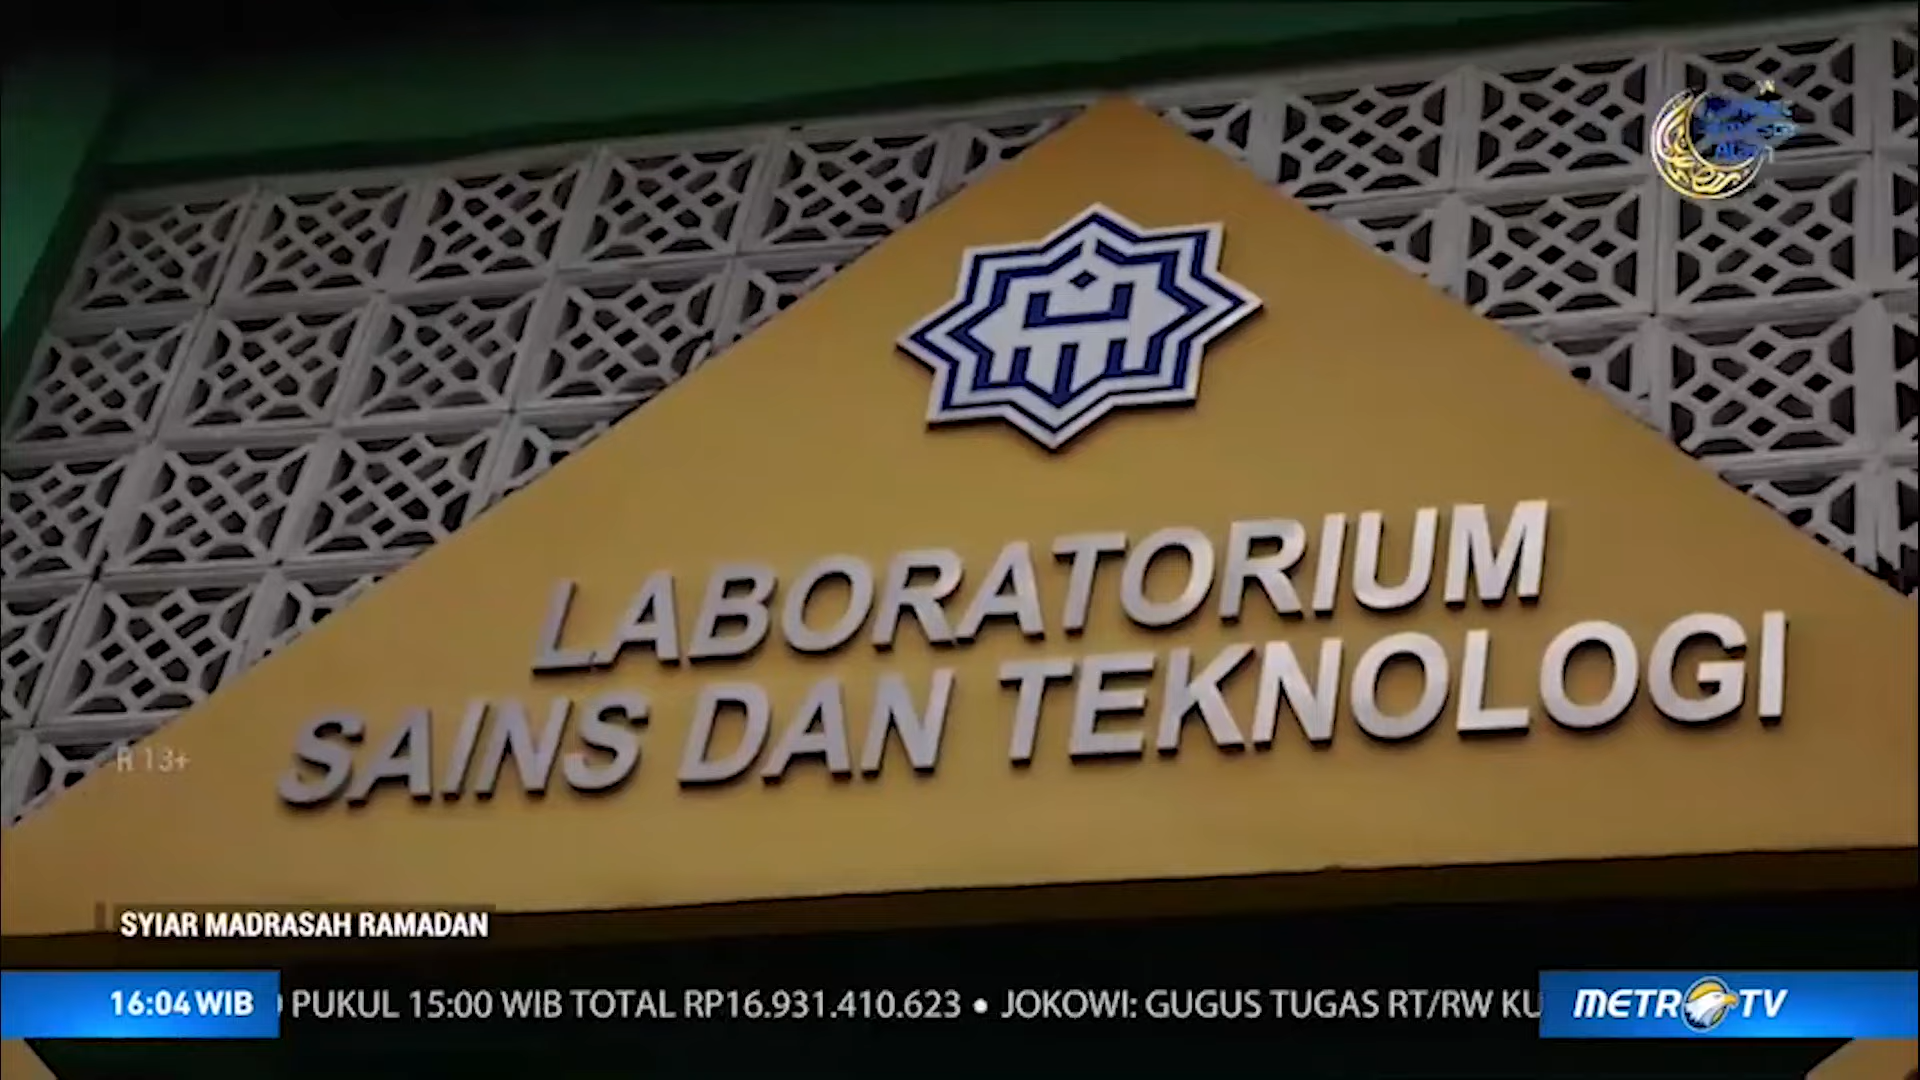 LABORATORIUM
SAINS DAN TEKNOLOGI
R 13+
SYIAR MADRASAH RAMADAN
16:04 WIB
PUKUL 15:00 WIB TOTAL RP16.931.410.623 • JOKOWI: GUGUS TUGAS RT/RW
METRO TV